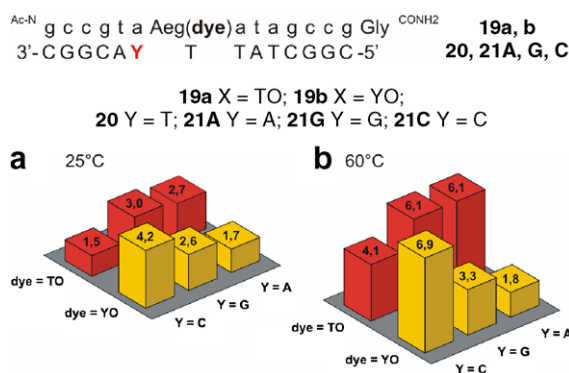 Ac-N g c c g t a Aeg(dye) a t a g c c g Gly CONH2 19a, b
3'- C G G C A Y T T A T C G G C -5' 20, 21A, G, C
19a X = TO; 19b X = YO;
20 Y = T; 21A Y = A; 21G Y = G; 21C Y = C
a 25°C
b 60°C
2,7
3,0
1,5
4,2
2,6
1,7
dye = TO
dye = YO
Y = C
Y = G
Y = A
6,1
6,1
4,1
6,9
3,3
1,8
dye = TO
dye = YO
Y = C
Y = G
Y = A